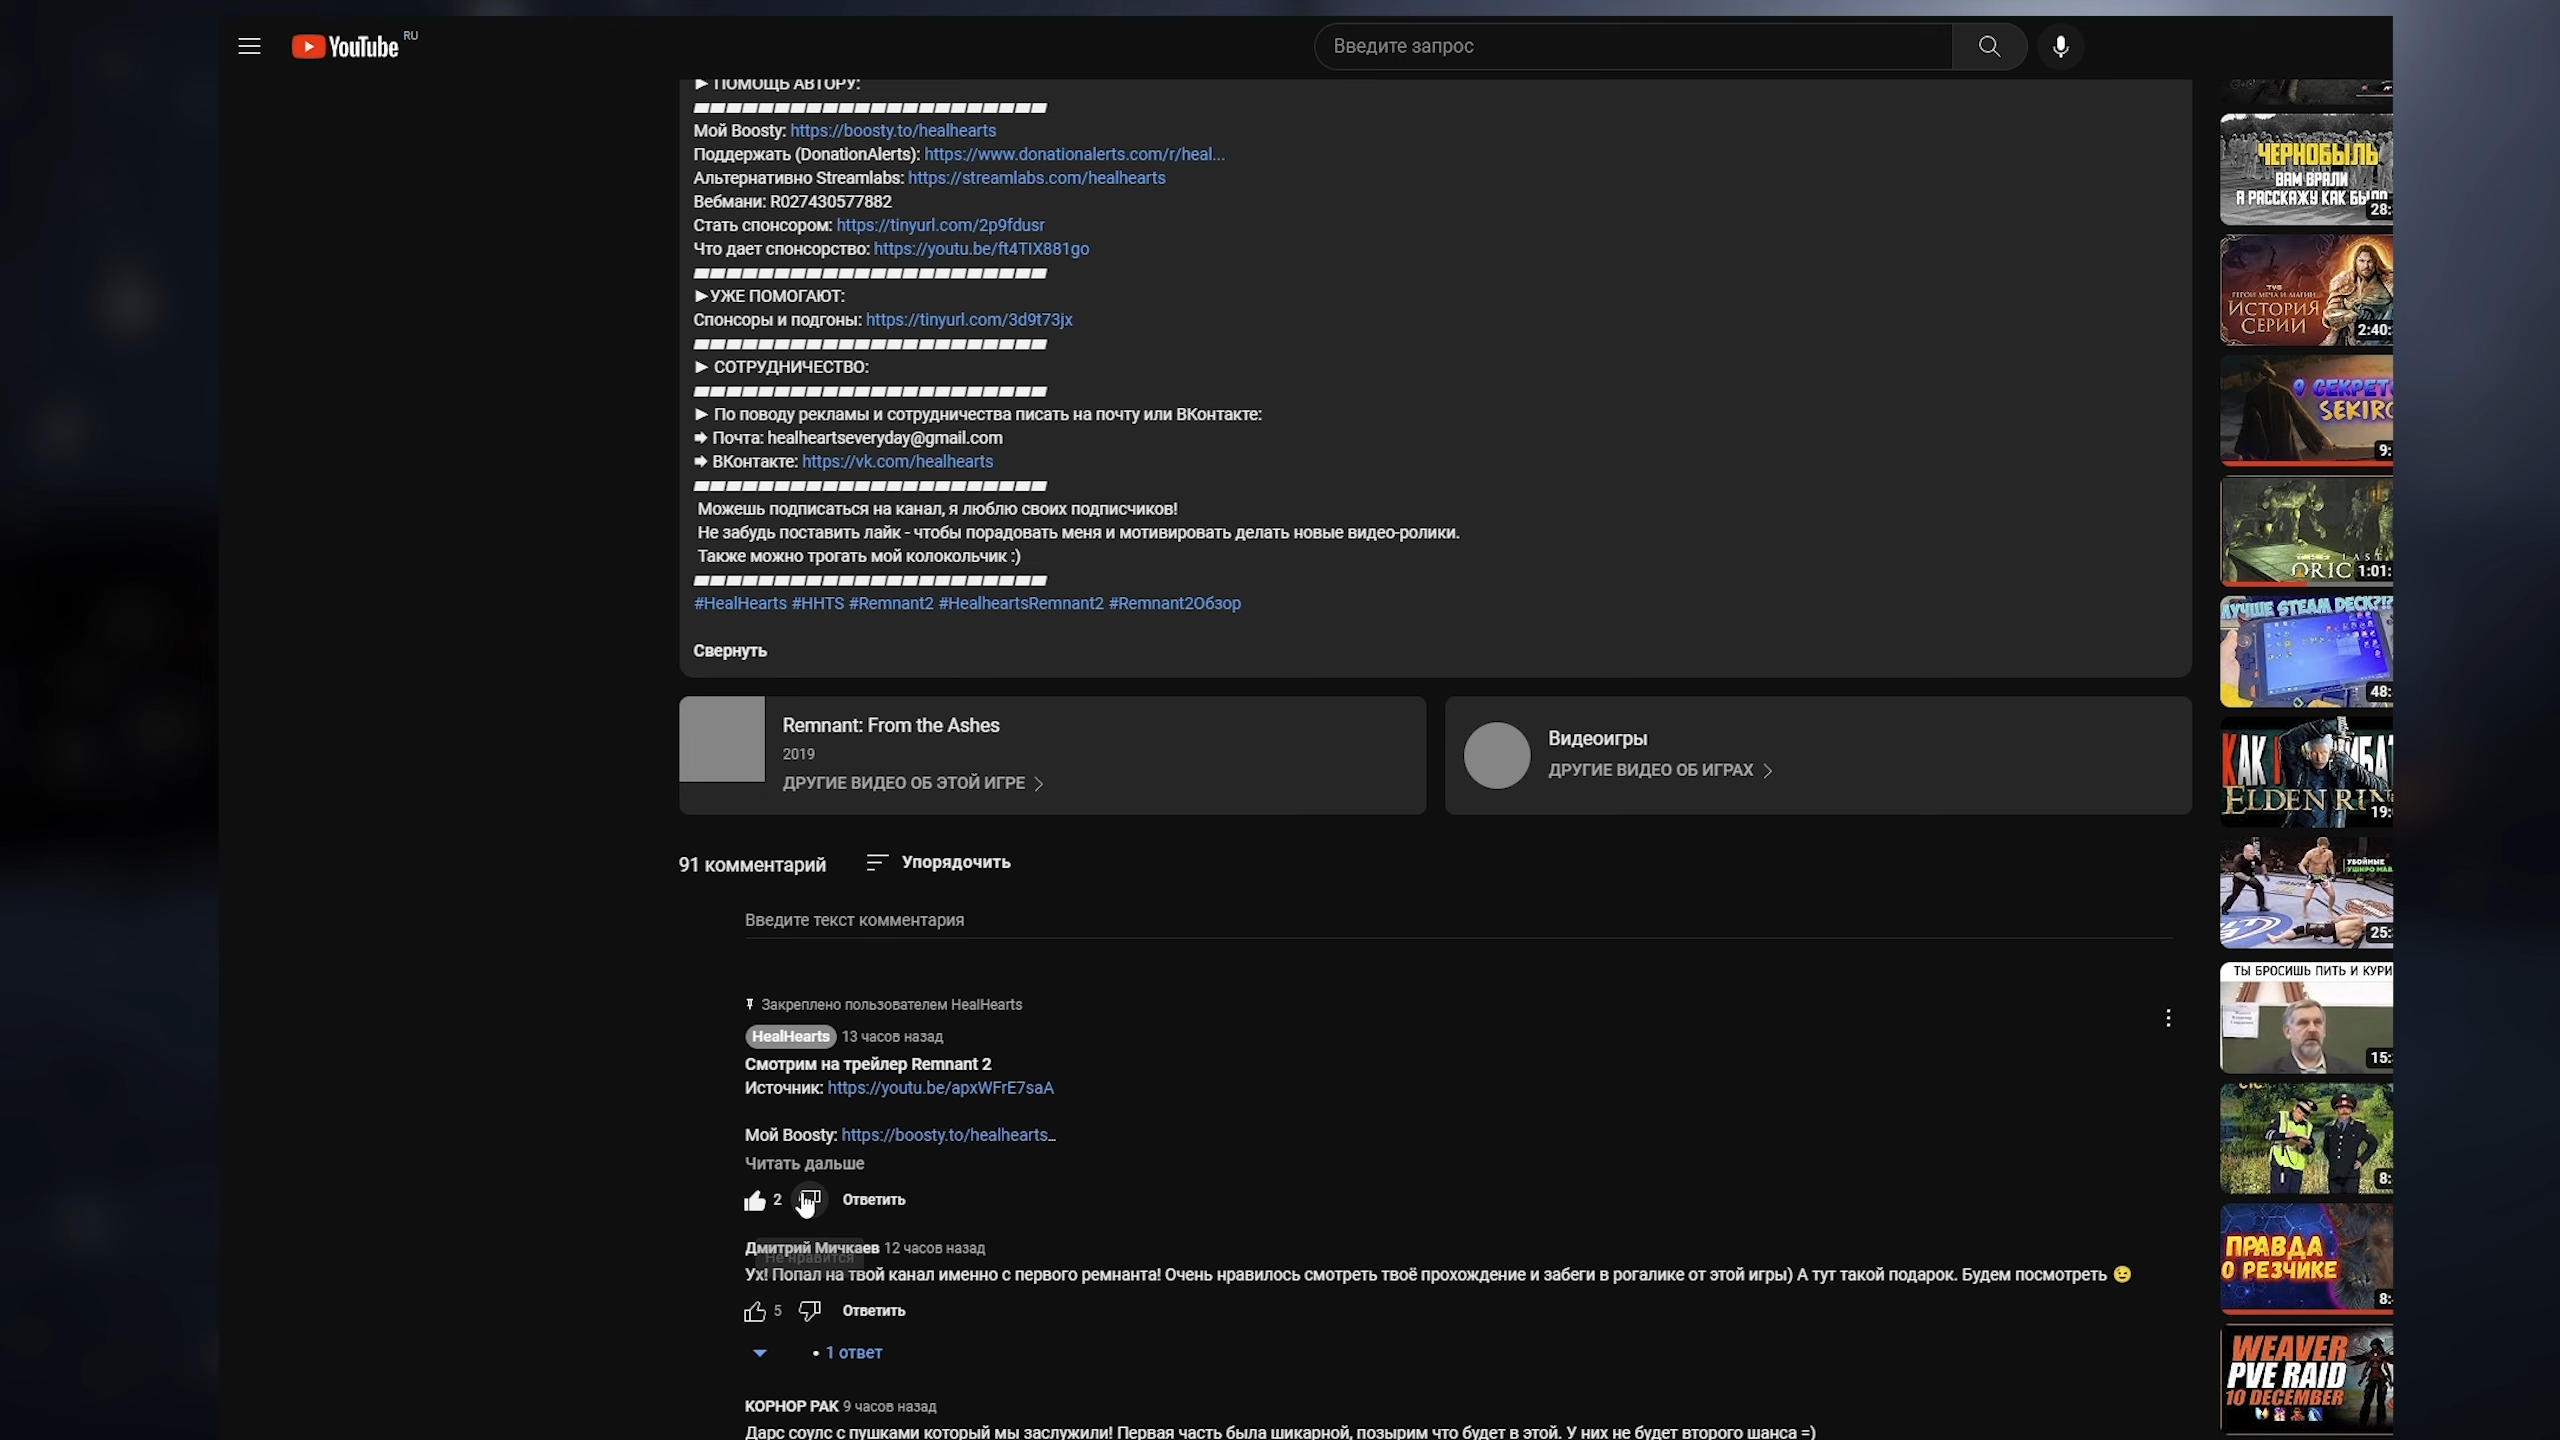 YouTube RU
Введите запрос
► ПОМОЩЬ АВТОРУ:
Мой Boosty: https://boosty.to/healhearts
Поддержать (DonationAlerts): https://www.donationalerts.com/r/heal...
Альтернативно Streamlabs: https://streamlabs.com/healhearts
Вебмани: R027430577882
Стать спонсором: https://tinyurl.com/2p9fdusr
Что дает спонсорство: https://youtu.be/ft4TIX881go
►УЖЕ ПОМОГАЮТ:
Спонсоры и подгоны: https://tinyurl.com/3d9t73jx
► СОТРУДНИЧЕСТВО:
► По поводу рекламы и сотрудничества писать на почту или ВКонтакте:
➡ Почта: healheartseveryday@gmail.com
➡ ВКонтакте: https://vk.com/healhearts
Можешь подписаться на канал, я люблю своих подписчиков!
Не забудь поставить лайк - чтобы порадовать меня и мотивировать делать новые видео-ролики.
Также можно трогать мой колокольчик :)
#HealHearts #HHTS #Remnant2 #HealheartsRemnant2 #Remnant2Обзор
Свернуть
Remnant: From the Ashes
2019
ДРУГИЕ ВИДЕО ОБ ЭТОЙ ИГРЕ
Видеоигры
ДРУГИЕ ВИДЕО ОБ ИГРАХ
91 комментарий
Упорядочить
Введите текст комментария
Закреплено пользователем HealHearts
HealHearts 13 часов назад
Смотрим на трейлер Remnant 2
Источник: https://youtu.be/apxWFrE7saA
Мой Boosty: https://boosty.to/healhearts...
Читать дальше
2 Ответить
Дмитрий Мичкаев 12 часов назад
Не нравится
Ух! Попал на твой канал именно с первого ремнанта! Очень нравилось смотреть твоё прохождение и забеги в рогалике от этой игры) А тут такой подарок. Будем посмотреть 😉
5 Ответить
• 1 ответ
КОРНОР РАК 9 часов назад
Дарс соулс с пушками который мы заслужили! Первая часть была шикарной, позырим что будет в этой. У них не будет второго шанса =)
ЧЕРНОБЫЛЬ
ВАМ ВРАЛИ
Я РАССКАЖУ КАК БЫЛО
28:
ГЕРОИ МЕЧА И МАГИИ
ИСТОРИЯ
СЕРИИ
2:40:
9 СЕКРЕТ
SEKIRO
9:
1:01:
ЛУЧШЕ STEAM DECK?!?
48:
КАК
ELDEN RIN
19:
УБОЙНЫЕ
25:
ТЫ БРОСИШЬ ПИТЬ И КУРИ
15:
8:
ПРАВДА
О РЕЗЧИКЕ
8:
WEAVER
PVE RAID
10 DECEMBER